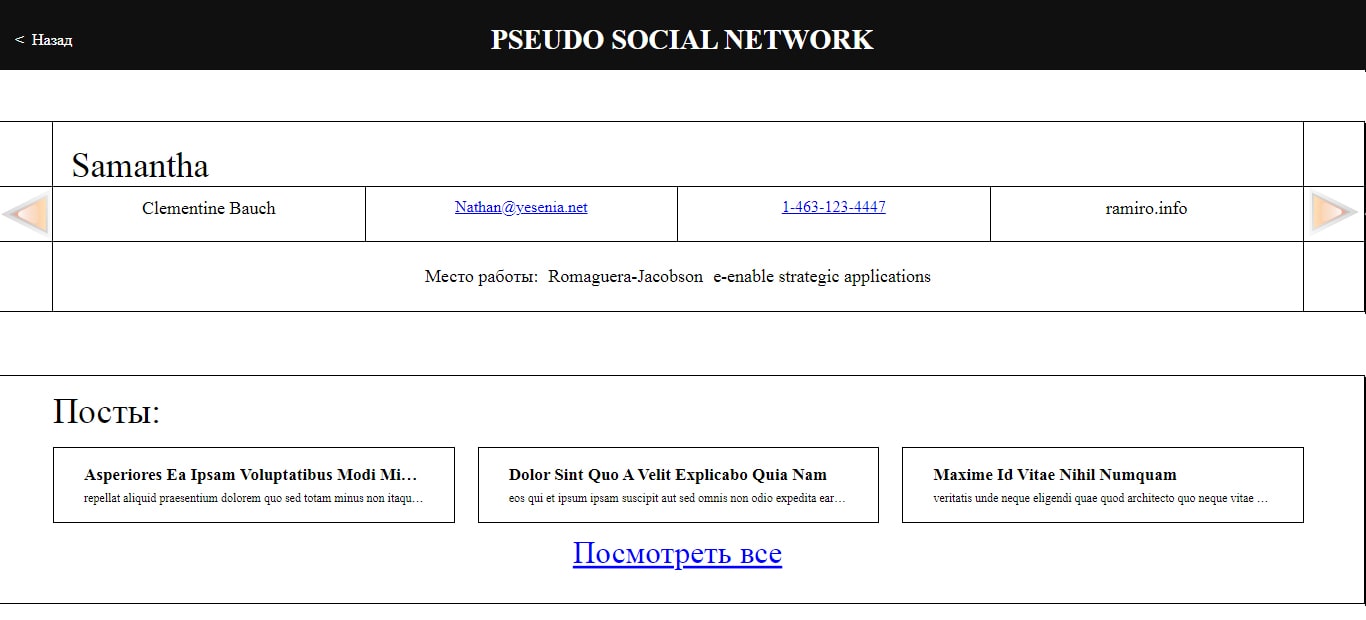 < Назад
PSEUDO SOCIAL NETWORK
Samantha
Clementine Bauch
Nathan@yesenia.net
1-463-123-4447
ramiro.info
Место работы: Romaguera-Jacobson e-enable strategic applications
Посты:
Asperiores Ea Ipsam Voluptatibus Modi Mi…
repellat aliquid praesentium dolorem quo sed totam minus non itaqu…
Dolor Sint Quo A Velit Explicabo Quia Nam
eos qui et ipsum ipsam suscipit aut sed omnis non odio expedita ear…
Maxime Id Vitae Nihil Numquam
veritatis unde neque eligendi quae quod architecto quo neque vitae …
Посмотреть все